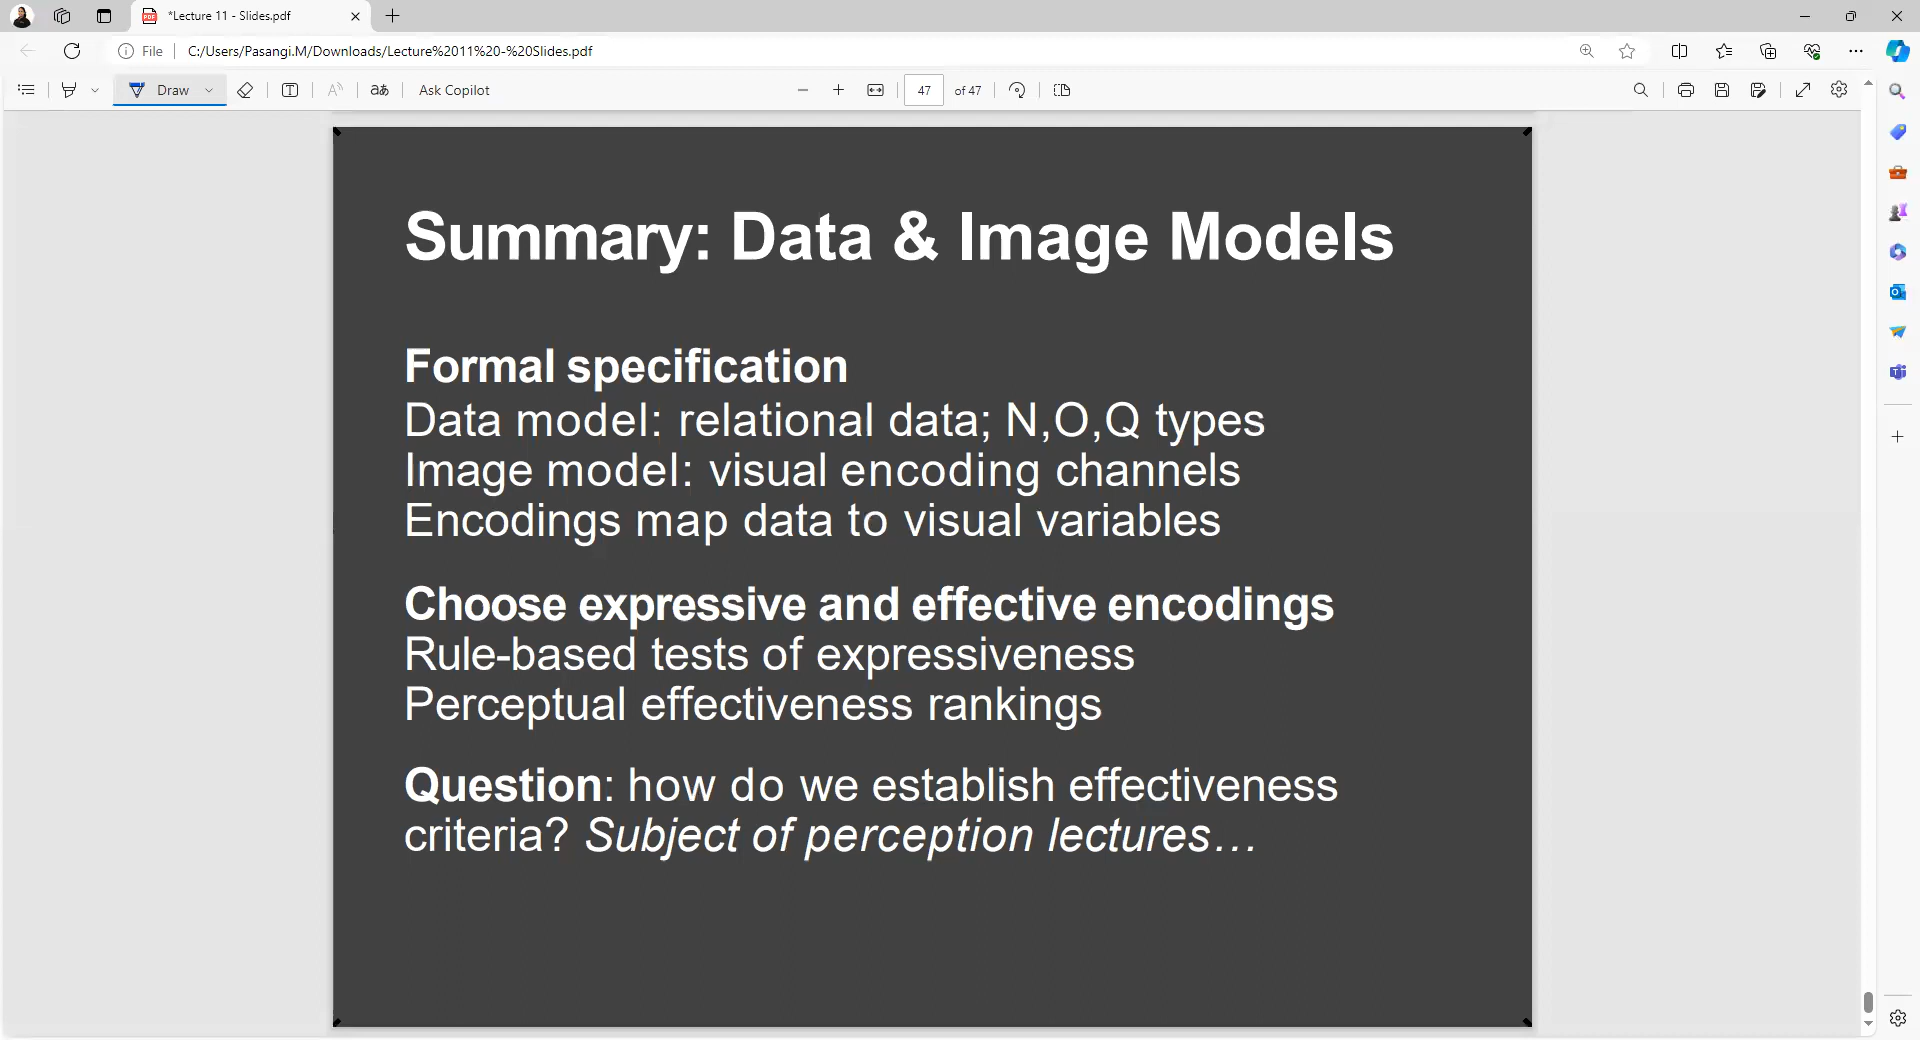 *Lecture 11 - Slides.pdf
File
C:/Users/Pasangi.M/Downloads/Lecture%2011%20-%20Slides.pdf
Draw
Ask Copilot
47 of 47
Summary: Data & Image Models
Formal specification
Data model: relational data; N,O,Q types
Image model: visual encoding channels
Encodings map data to visual variables
Choose expressive and effective encodings
Rule-based tests of expressiveness
Perceptual effectiveness rankings
Question: how do we establish effectiveness
criteria? Subject of perception lectures…